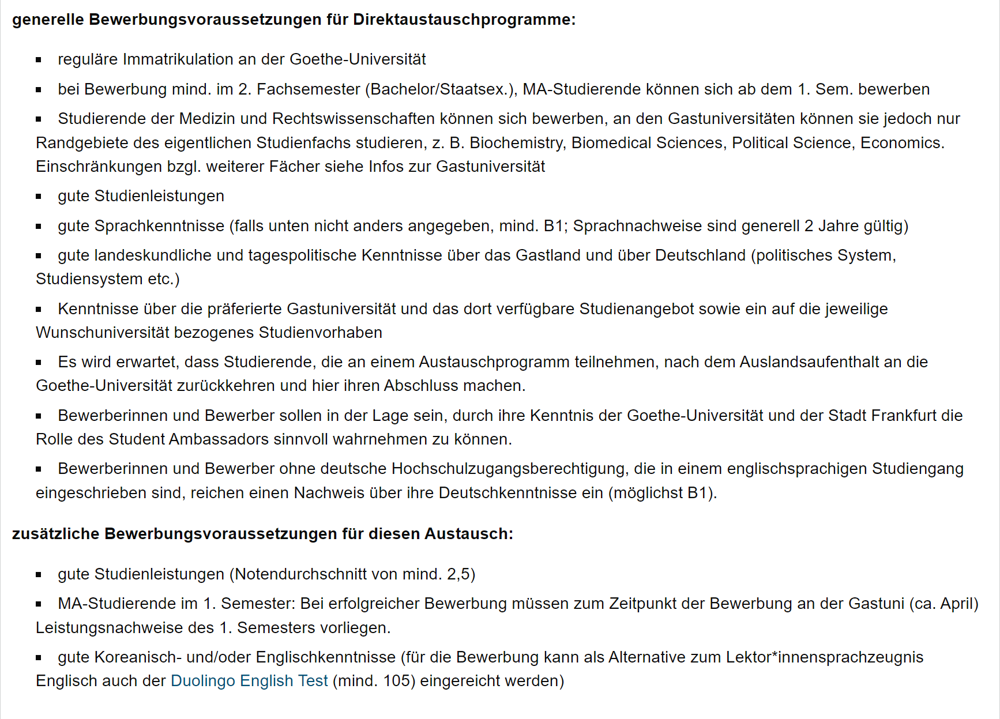 generelle Bewerbungsvoraussetzungen für Direktaustauschprogramme:
▪ reguläre Immatrikulation an der Goethe-Universität
▪ bei Bewerbung mind. im 2. Fachsemester (Bachelor/Staatsex.), MA-Studierende können sich ab dem 1. Sem. bewerben
▪ Studierende der Medizin und Rechtswissenschaften können sich bewerben, an den Gastuniversitäten können sie jedoch nur
Randgebiete des eigentlichen Studienfachs studieren, z. B. Biochemistry, Biomedical Sciences, Political Science, Economics.
Einschränkungen bzgl. weiterer Fächer siehe Infos zur Gastuniversität
▪ gute Studienleistungen
▪ gute Sprachkenntnisse (falls unten nicht anders angegeben, mind. B1; Sprachnachweise sind generell 2 Jahre gültig)
▪ gute landeskundliche und tagespolitische Kenntnisse über das Gastland und über Deutschland (politisches System,
Studiensystem etc.)
▪ Kenntnisse über die präferierte Gastuniversität und das dort verfügbare Studienangebot sowie ein auf die jeweilige
Wunschuniversität bezogenes Studienvorhaben
▪ Es wird erwartet, dass Studierende, die an einem Austauschprogramm teilnehmen, nach dem Auslandsaufenthalt an die
Goethe-Universität zurückkehren und hier ihren Abschluss machen.
▪ Bewerberinnen und Bewerber sollen in der Lage sein, durch ihre Kenntnis der Goethe-Universität und der Stadt Frankfurt die
Rolle des Student Ambassadors sinnvoll wahrnehmen zu können.
▪ Bewerberinnen und Bewerber ohne deutsche Hochschulzugangsberechtigung, die in einem englischsprachigen Studiengang
eingeschrieben sind, reichen einen Nachweis über ihre Deutschkenntnisse ein (möglichst B1).
zusätzliche Bewerbungsvoraussetzungen für diesen Austausch:
▪ gute Studienleistungen (Notendurchschnitt von mind. 2,5)
▪ MA-Studierende im 1. Semester: Bei erfolgreicher Bewerbung müssen zum Zeitpunkt der Bewerbung an der Gastuni (ca. April)
Leistungsnachweise des 1. Semesters vorliegen.
▪ gute Koreanisch- und/oder Englischkenntnisse (für die Bewerbung kann als Alternative zum Lektor*innensprachzeugnis
Englisch auch der Duolingo English Test (mind. 105) eingereicht werden)